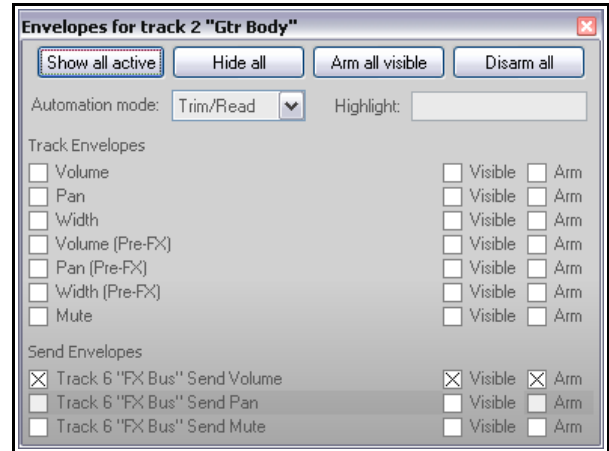 Envelopes for track 2 "Gtr Body"
Show all active Hide all Arm all visible Disarm all
Automation mode: Trim/Read Highlight:
Track Envelopes
Volume Visible Arm
Pan Visible Arm
Width Visible Arm
Volume (Pre-FX) Visible Arm
Pan (Pre-FX) Visible Arm
Width (Pre-FX) Visible Arm
Mute Visible Arm
Send Envelopes
Track 6 "FX Bus" Send Volume Visible Arm
Track 6 "FX Bus" Send Pan Visible Arm
Track 6 "FX Bus" Send Mute Visible Arm